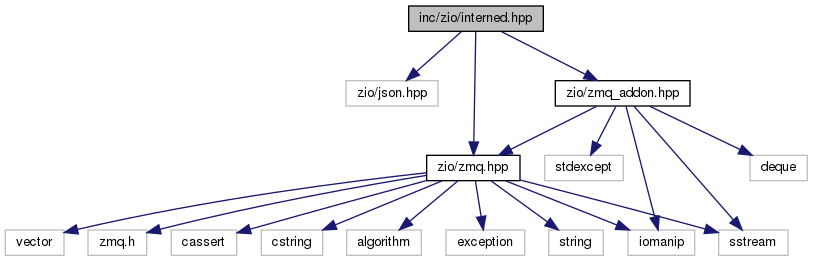 inc/zio/interned.hpp
zio/json.hpp
zio/zmq_addon.hpp
zio/zmq.hpp
stdexcept
deque
vector
zmq.h
cassert
cstring
algorithm
exception
string
iomanip
sstream